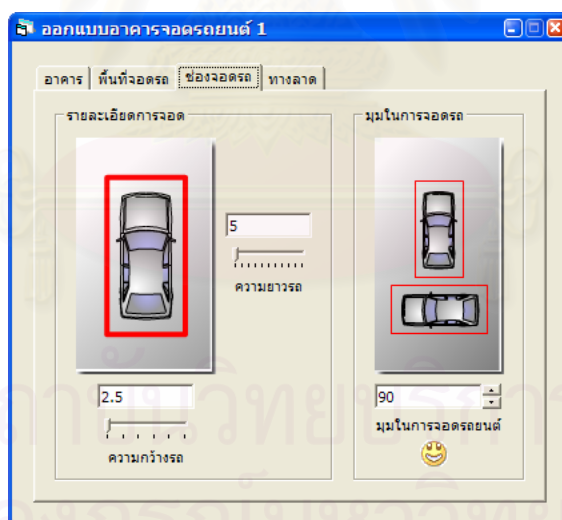 ออกแบบอาคารจอดรถยนต์ 1
อาคาร พื้นที่จอดรถ ช่องจอดรถ ทางลาด
รายละเอียดการจอด
5
ความยาวรถ
2.5
ความกว้างรถ
มุมในการจอดรถ
90
มุมในการจอดรถยนต์